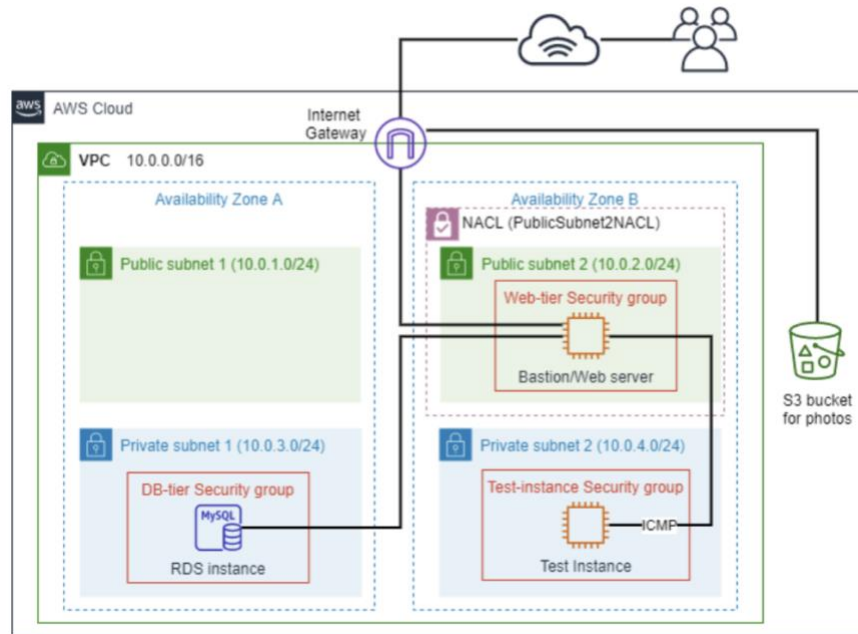 Internet
Gateway
aws
AWS Cloud
VPC 10.0.0.0/16
Availability Zone A
Availability Zone B
NACL (PublicSubnet2NACL)
Public subnet 1 (10.0.1.0/24)
Public subnet 2 (10.0.2.0/24)
Web-tier Security group
Bastion/Web server
S3 bucket
for photos
Private subnet 1 (10.0.3.0/24)
Private subnet 2 (10.0.4.0/24)
DB-tier Security group
MySQL
RDS instance
Test-instance Security group
ICMP
Test Instance